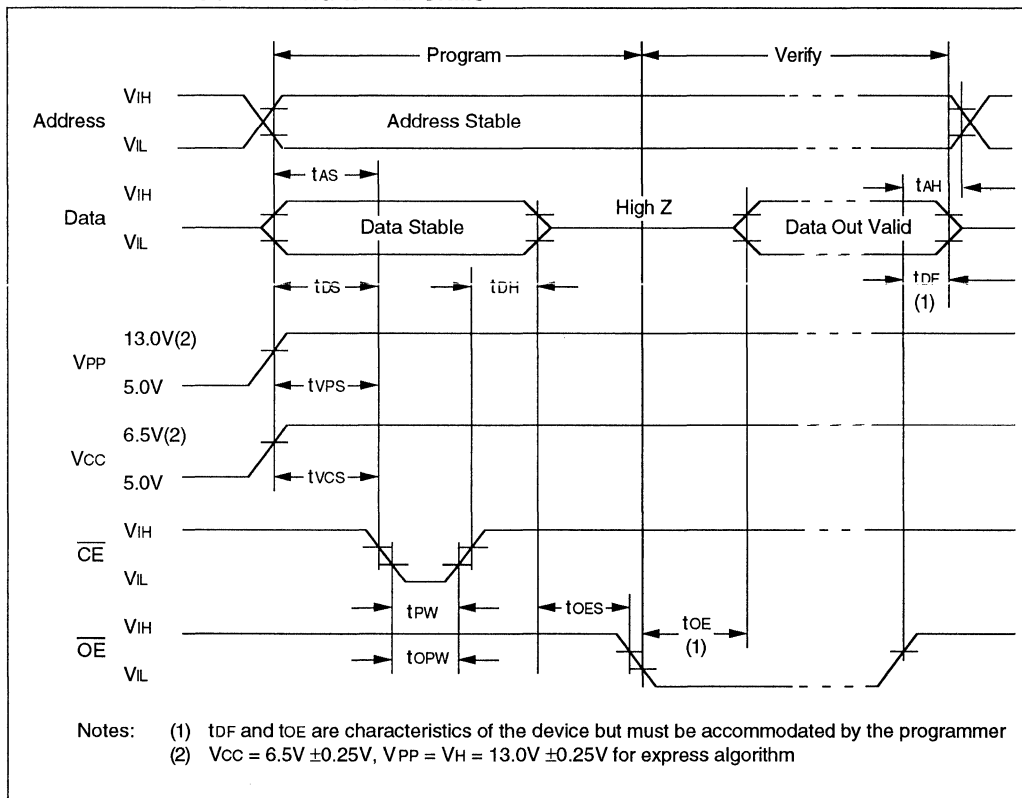 Program
Verify
Address
VIH
VIL
Address Stable
tAS
tAH
Data
VIH
VIL
Data Stable
High Z
Data Out Valid
tDS
tDH
tDF
(1)
VPP
13.0V(2)
5.0V
tVPS
VCC
6.5V(2)
5.0V
tVCS
CE
VIH
VIL
tPW
tOES
tOE
(1)
OE
VIH
VIL
tOPW
Notes: (1) tDF and tOE are characteristics of the device but must be accommodated by the programmer
(2) VCC = 6.5V ±0.25V, VPP = VH = 13.0V ±0.25V for express algorithm